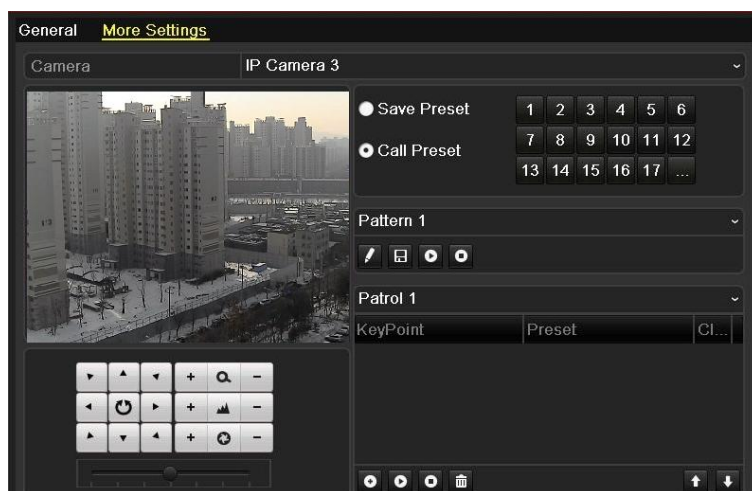 General More Settings
Camera IP Camera 3
Save Preset
1 2 3 4 5 6
Call Preset
7 8 9 10 11 12
13 14 15 16 17 ...
Pattern 1
Patrol 1
KeyPoint Preset Cl...